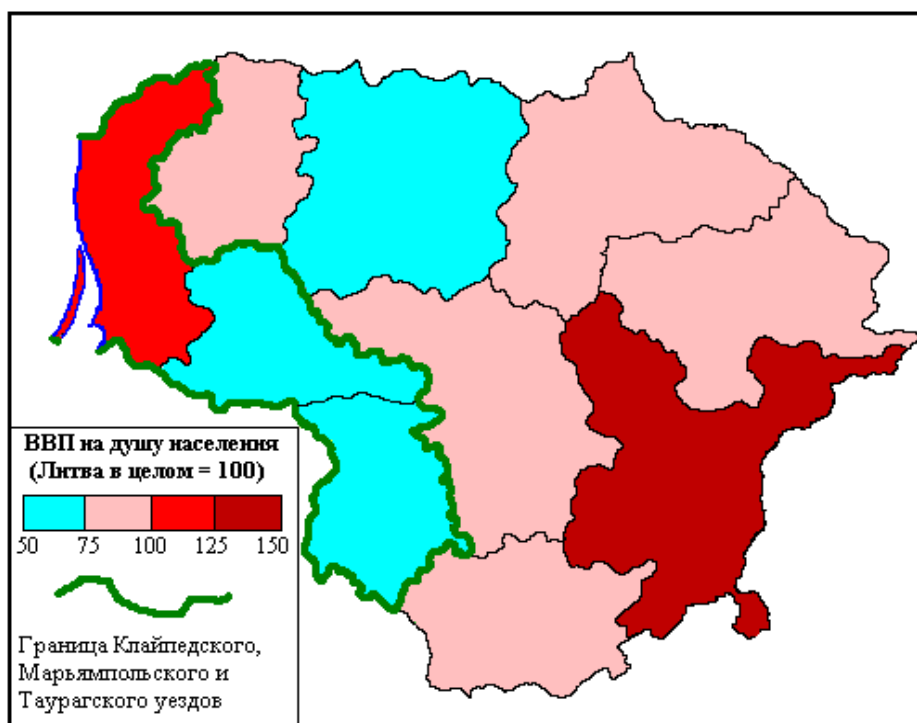 ВВП на душу населения
(Литва в целом = 100)
50 75 100 125 150
Граница Клайпедского,
Марьямпольского и
Таурагского уездов